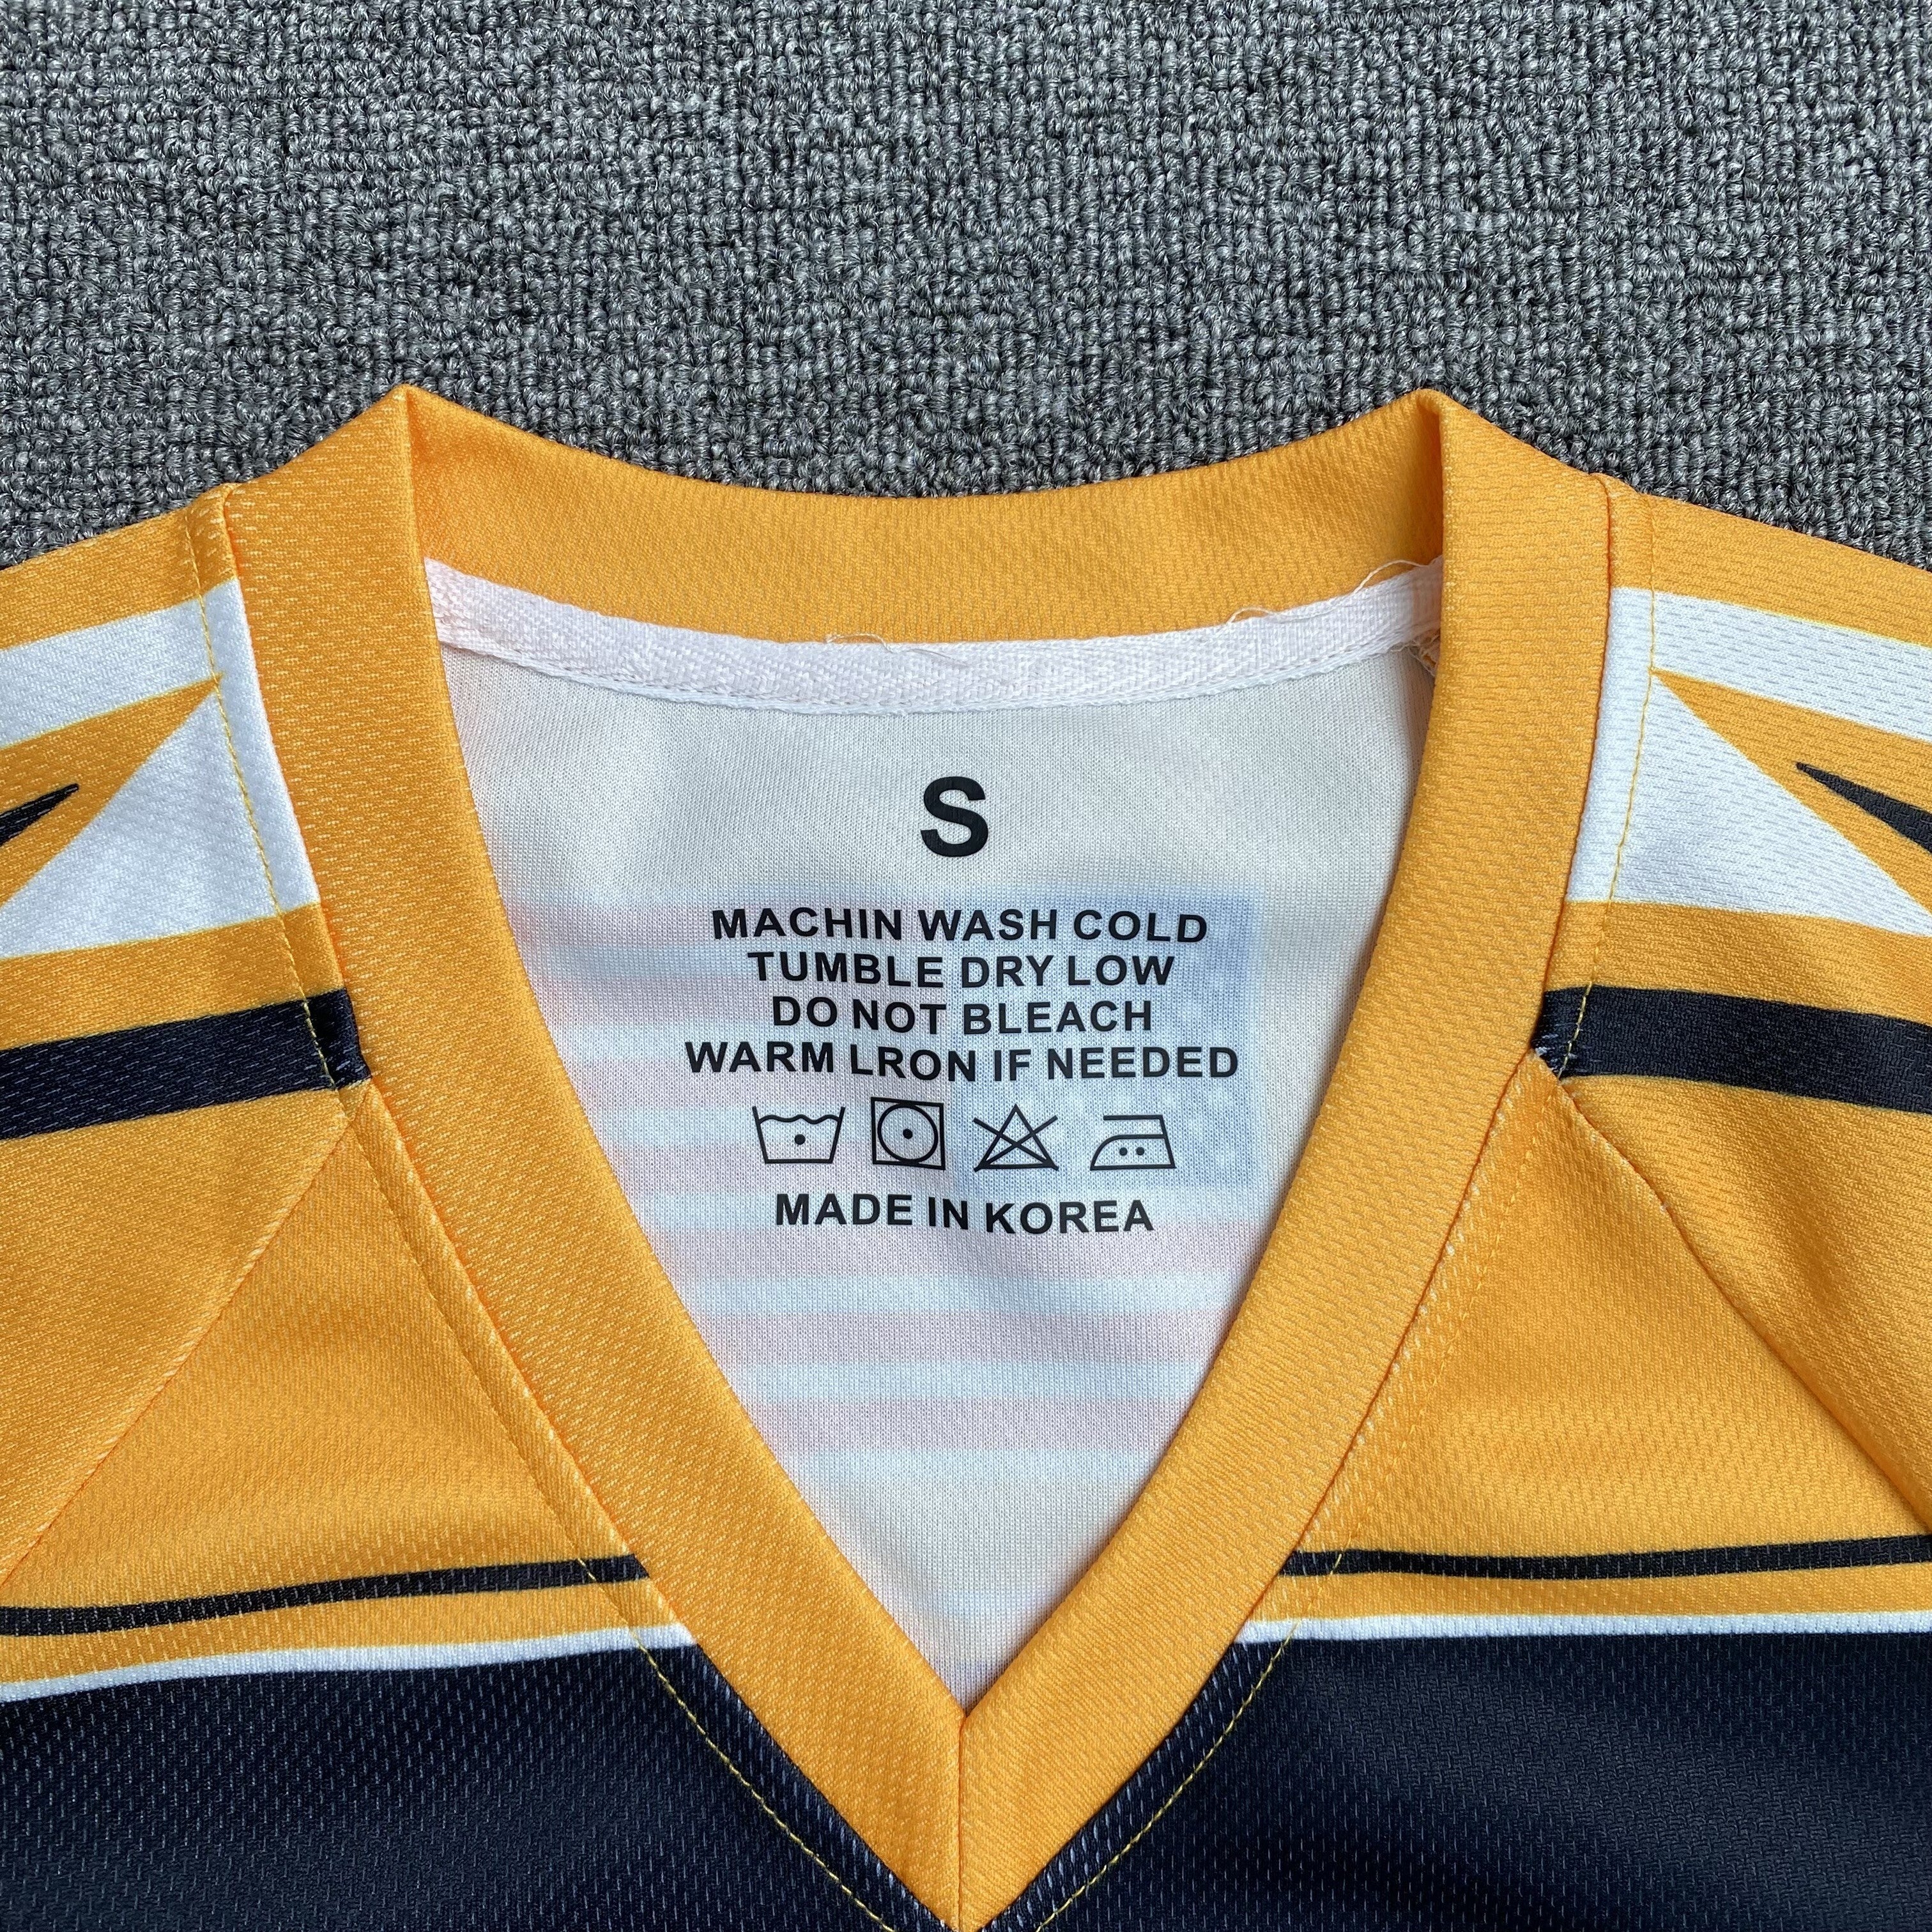 S
MACHIN WASH COLD
TUMBLE DRY LOW
DO NOT BLEACH
WARM LRON IF NEEDED
MADE IN KOREA